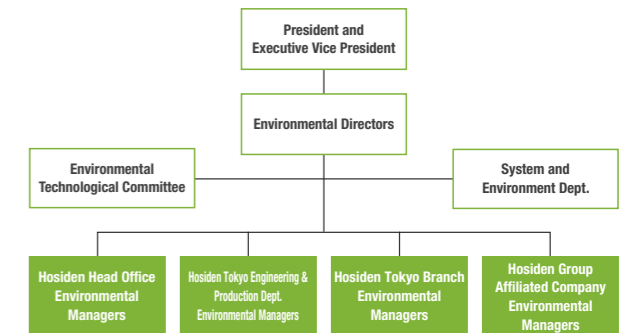 President and
Executive Vice President
Environmental Directors
Environmental
Technological Committee
System and
Environment Dept.
Hosiden Head Office
Environmental
Managers
Hosiden Tokyo Engineering &
Production Dept.
Environmental Managers
Hosiden Tokyo Branch
Environmental
Managers
Hosiden Group
Affiliated Company
Environmental
Managers